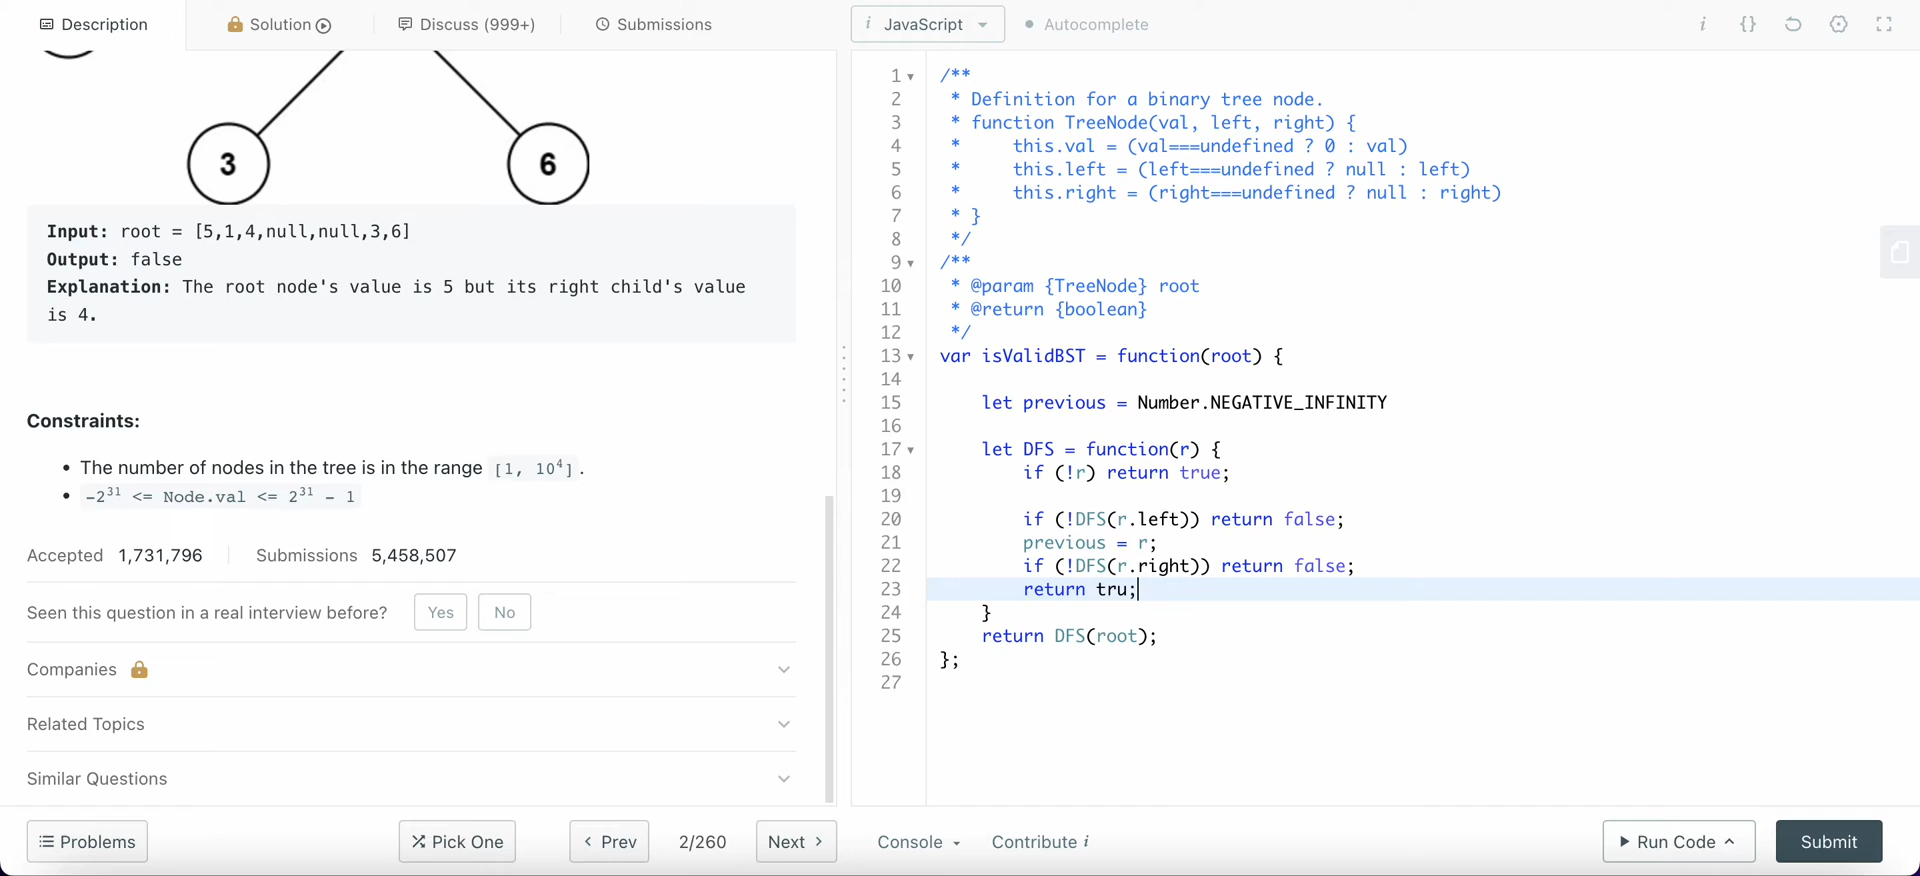 Description
Solution
Discuss (999+)
Submissions
i JavaScript
Autocomplete
i {}
3
6
Input: root = [5,1,4,null,null,3,6]
Output: false
Explanation: The root node's value is 5 but its right child's value
is 4.
Constraints:
• The number of nodes in the tree is in the range [1, 10⁴].
• -2³¹ <= Node.val <= 2³¹ - 1
Accepted 1,731,796 Submissions 5,458,507
Seen this question in a real interview before? Yes No
Companies
Related Topics
Similar Questions
Problems
Pick One
< Prev
2/260
Next >
1 /**
2 * Definition for a binary tree node.
3 * function TreeNode(val, left, right) {
4 *     this.val = (val===undefined ? 0 : val)
5 *     this.left = (left===undefined ? null : left)
6 *     this.right = (right===undefined ? null : right)
7 * }
8 */
9 /**
10 * @param {TreeNode} root
11 * @return {boolean}
12 */
13 var isValidBST = function(root) {
14
15     let previous = Number.NEGATIVE_INFINITY
16
17     let DFS = function(r) {
18         if (!r) return true;
19
20         if (!DFS(r.left)) return false;
21         previous = r;
22         if (!DFS(r.right)) return false;
23         return tru;
24     }
25     return DFS(root);
26 };
27
Console
Contribute i
Run Code
Submit